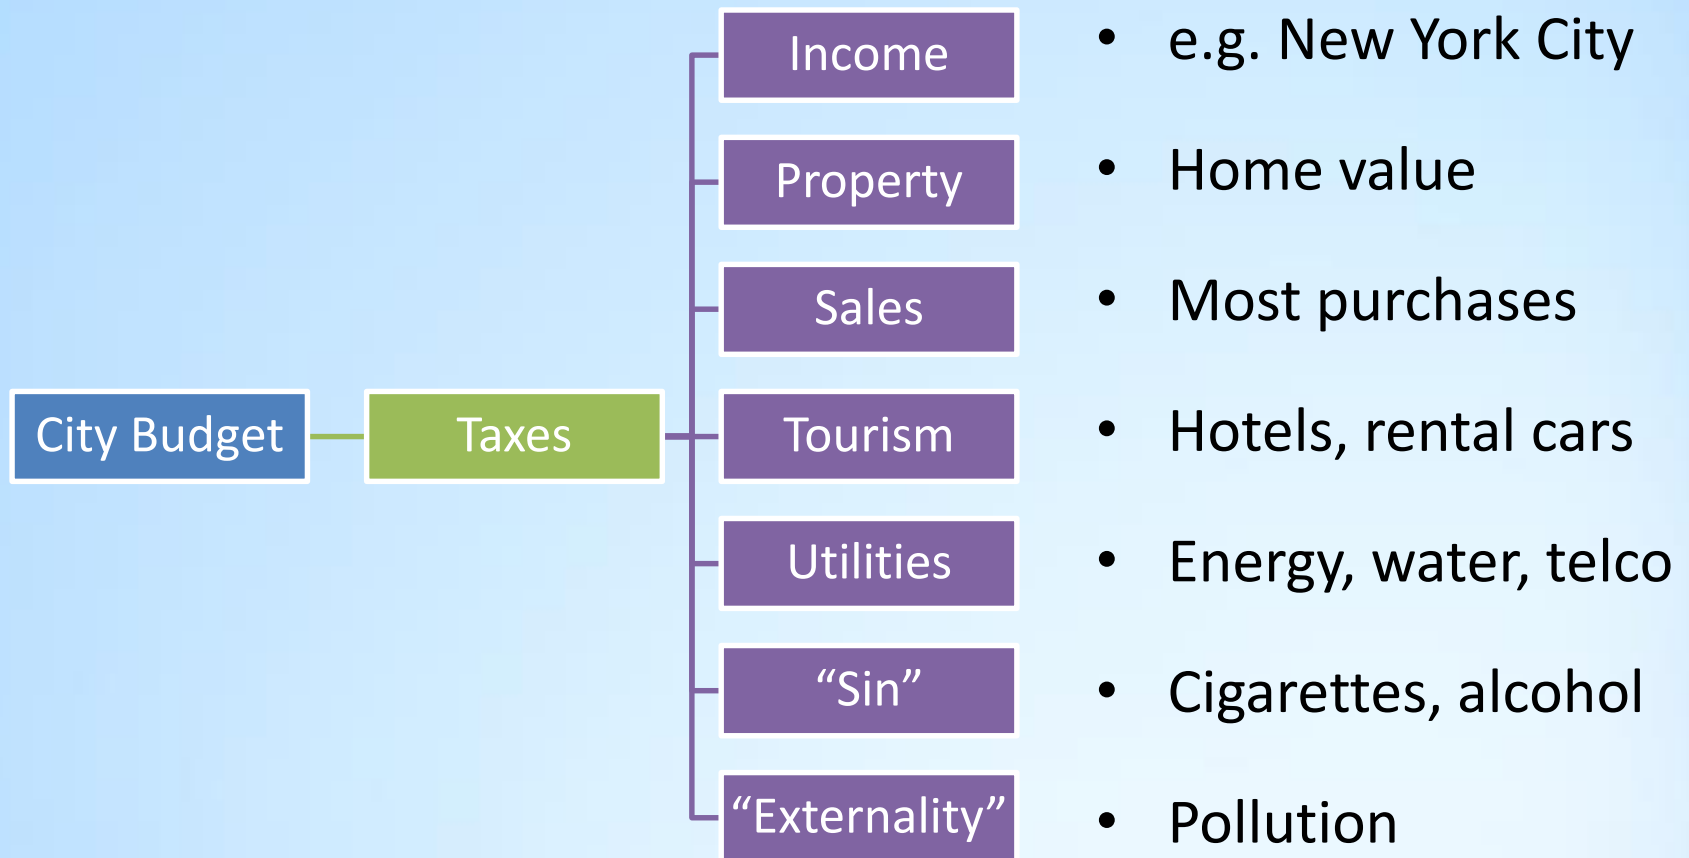 City Budget
Taxes
Income
• e.g. New York City
Property
• Home value
Sales
• Most purchases
Tourism
• Hotels, rental cars
Utilities
• Energy, water, telco
“Sin”
• Cigarettes, alcohol
“Externality”
• Pollution